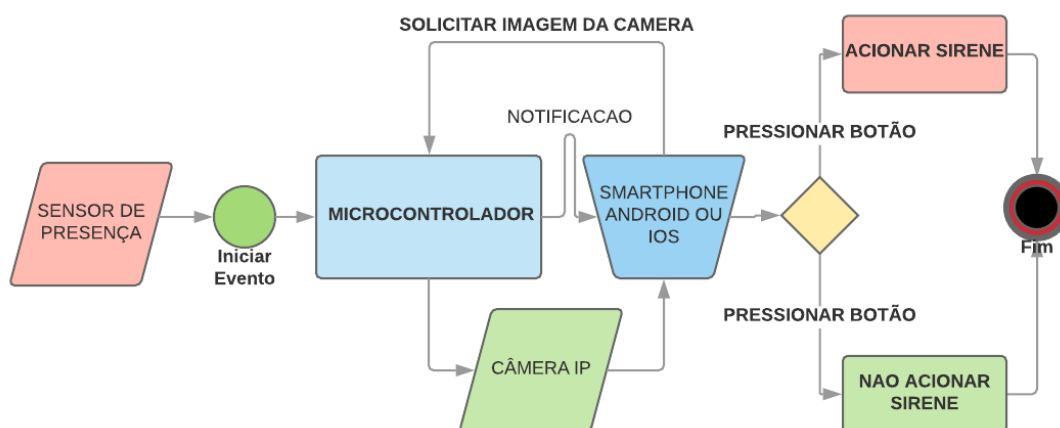 SOLICITAR IMAGEM DA CAMERA
ACIONAR SIRENE
NOTIFICACAO
PRESSIONAR BOTÃO
SENSOR DE
PRESENÇA
Iniciar
Evento
MICROCONTROLADOR
SMARTPHONE
ANDROID OU
IOS
Fim
PRESSIONAR BOTÃO
CÂMERA IP
NAO ACIONAR
SIRENE